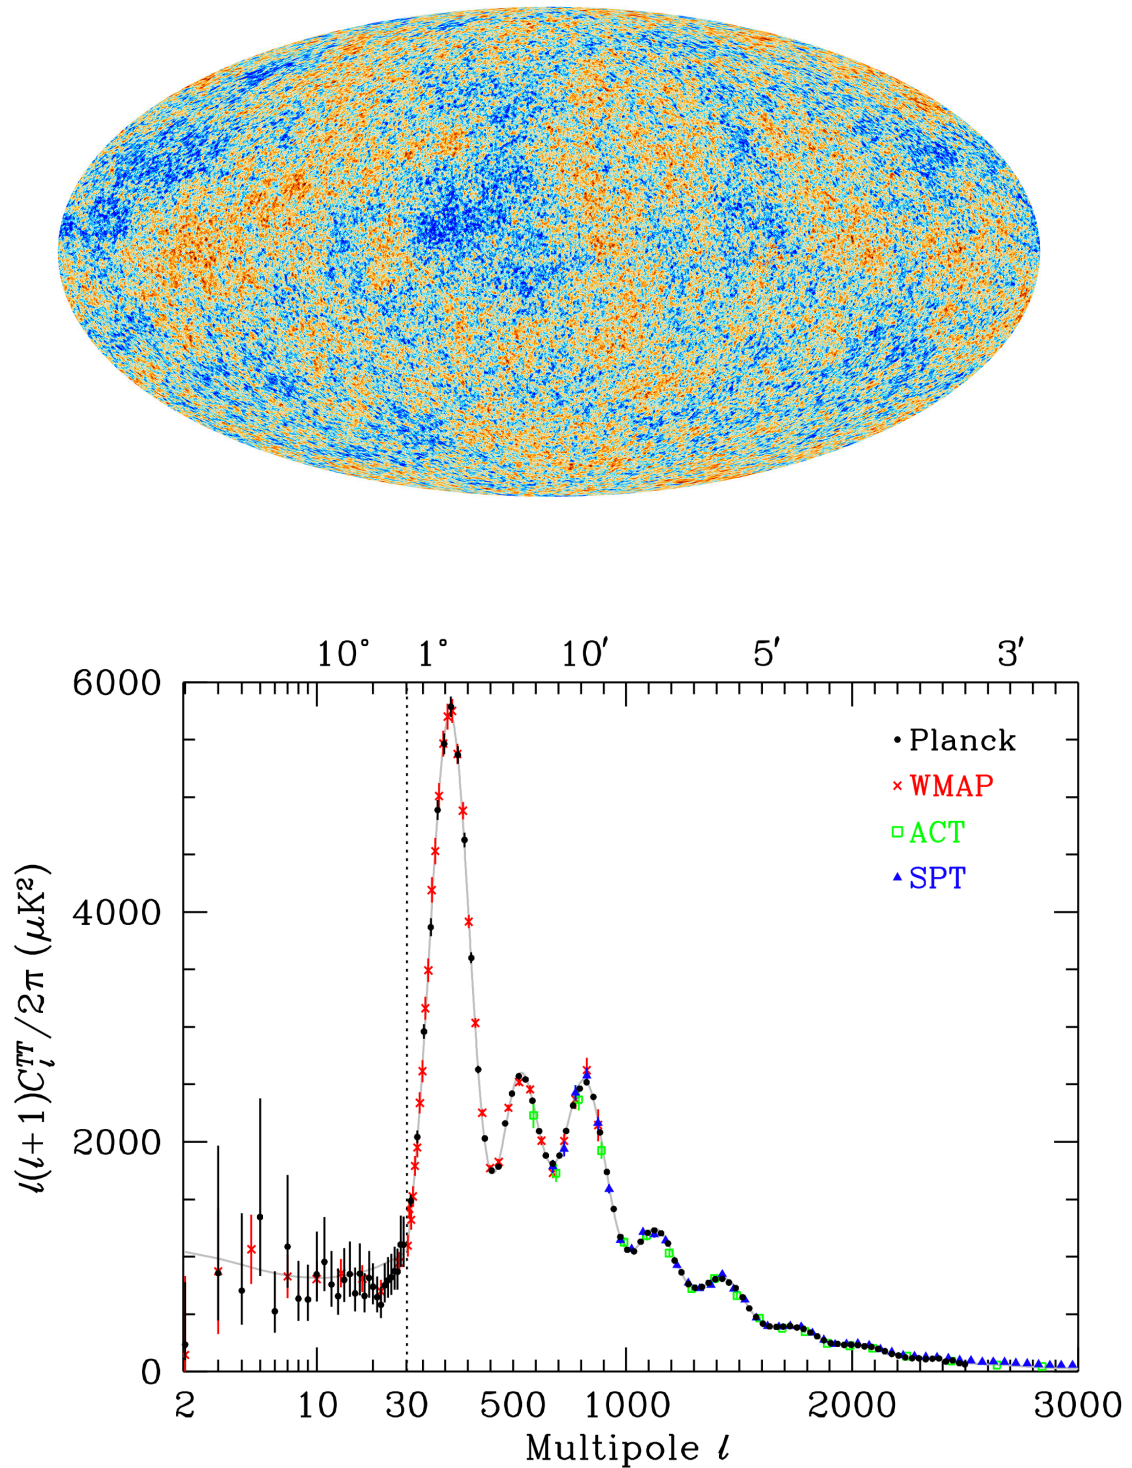 10° 1° 10′ 5′ 3′
6000
4000
2000
0
Planck
WMAP
ACT
SPT
l(l+1)C_l^{TT}/2π (μK²)
2 10 30 500 1000 2000 3000
Multipole l